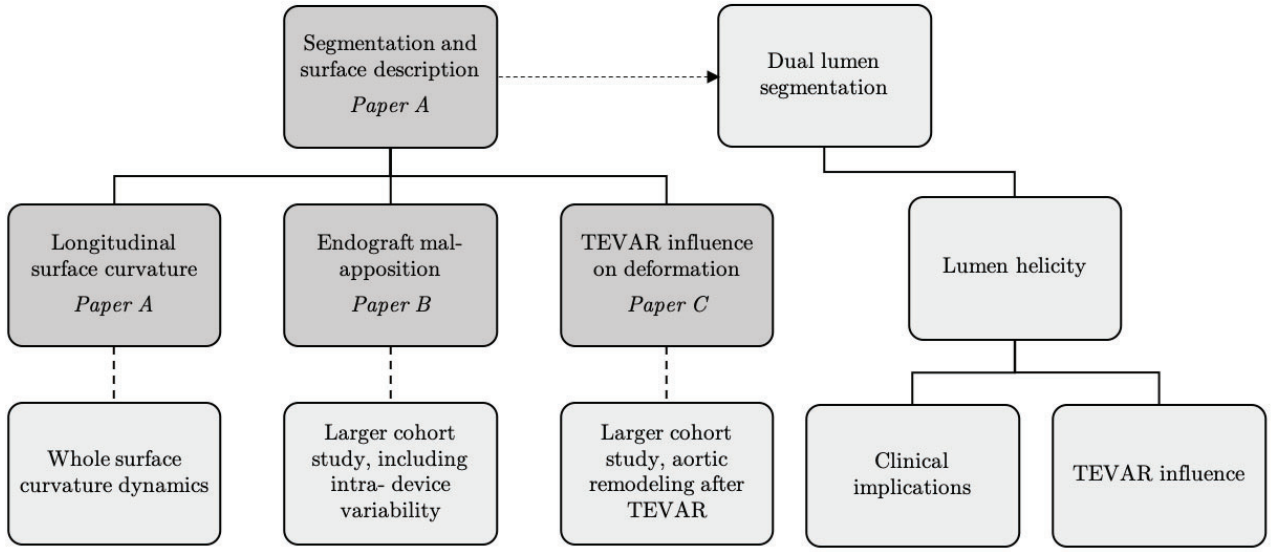 Segmentation and
surface description
Paper A
Dual lumen
segmentation
Longitudinal
surface curvature
Paper A
Endograft mal-
apposition
Paper B
TEVAR influence
on deformation
Paper C
Lumen helicity
Whole surface
curvature dynamics
Larger cohort
study, including
intra- device
variability
Larger cohort
study, aortic
remodeling after
TEVAR
Clinical
implications
TEVAR influence